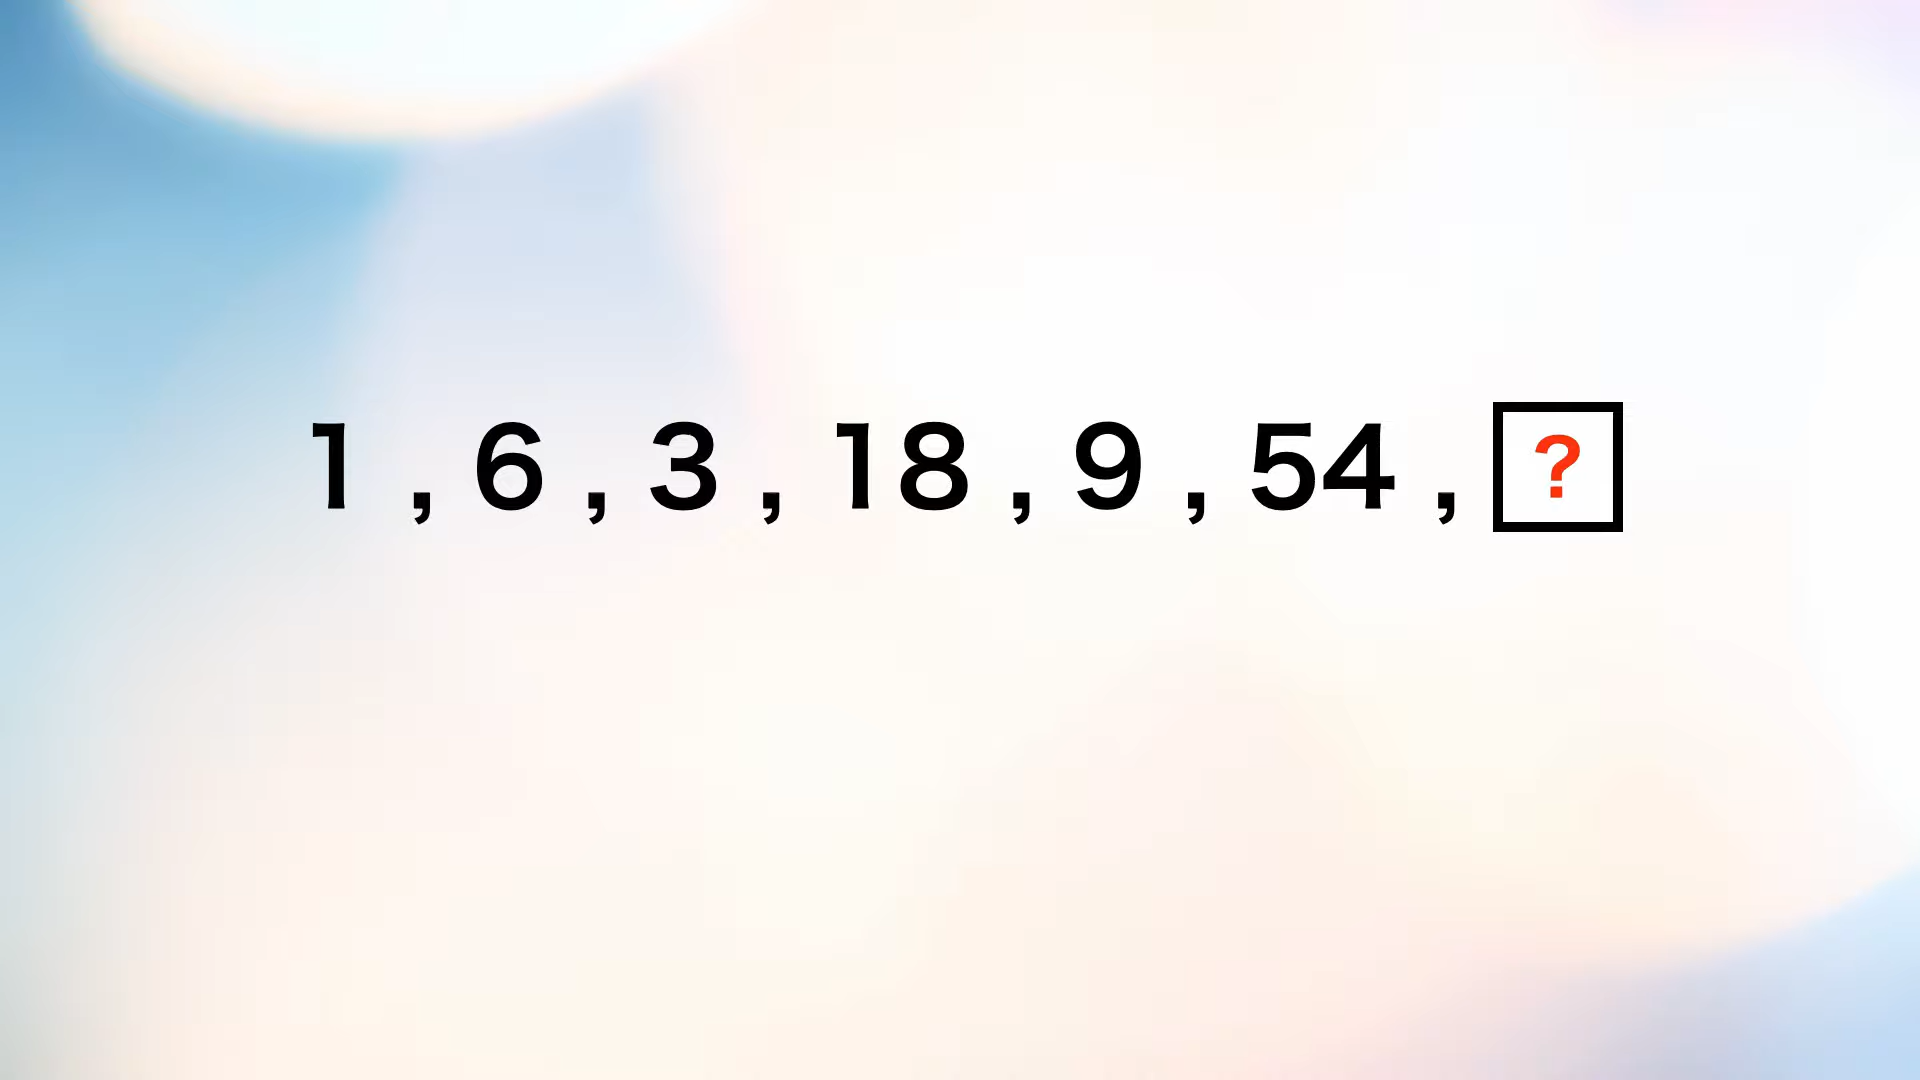 1 , 6 , 3 , 18 , 9 , 54 , ?